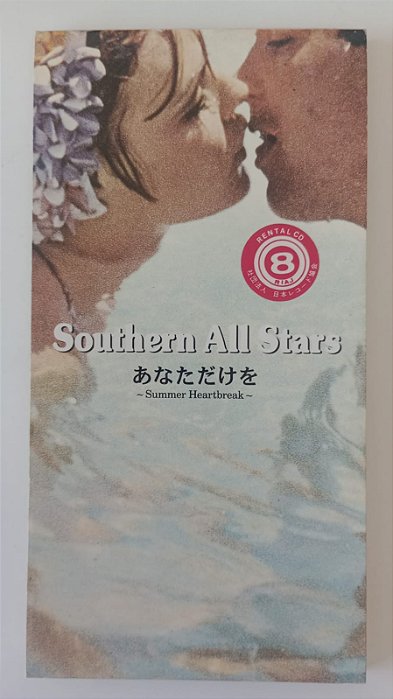 RENTAL CD
8
RIAJ
社団法人 日本レコード協会
Southern All Stars
あなただけを
~Summer Heartbreak~